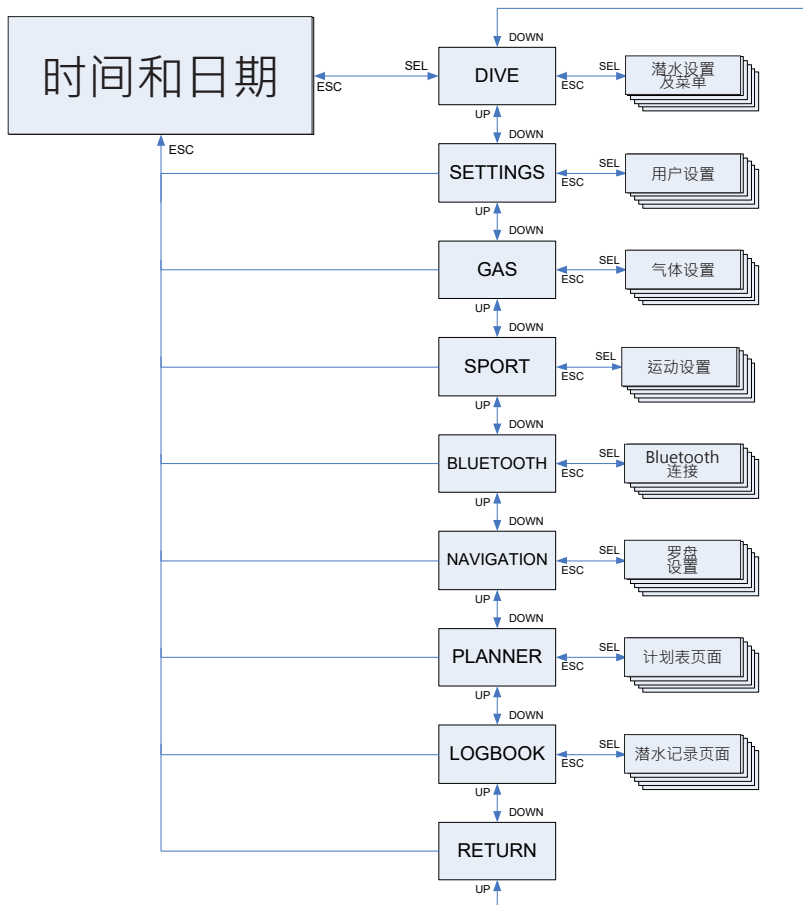 DOWN
时间和日期
SEL
ESC
DIVE
SEL
ESC
潜水设置
及菜单
UP
DOWN
ESC
SETTINGS
SEL
ESC
用户设置
UP
DOWN
GAS
SEL
ESC
气体设置
UP
DOWN
SPORT
SEL
ESC
运动设置
UP
DOWN
BLUETOOTH
SEL
ESC
Bluetooth
连接
UP
DOWN
NAVIGATION
SEL
ESC
罗盘
设置
UP
DOWN
PLANNER
SEL
ESC
计划表页面
UP
DOWN
LOGBOOK
SEL
ESC
潜水记录页面
UP
DOWN
RETURN
UP